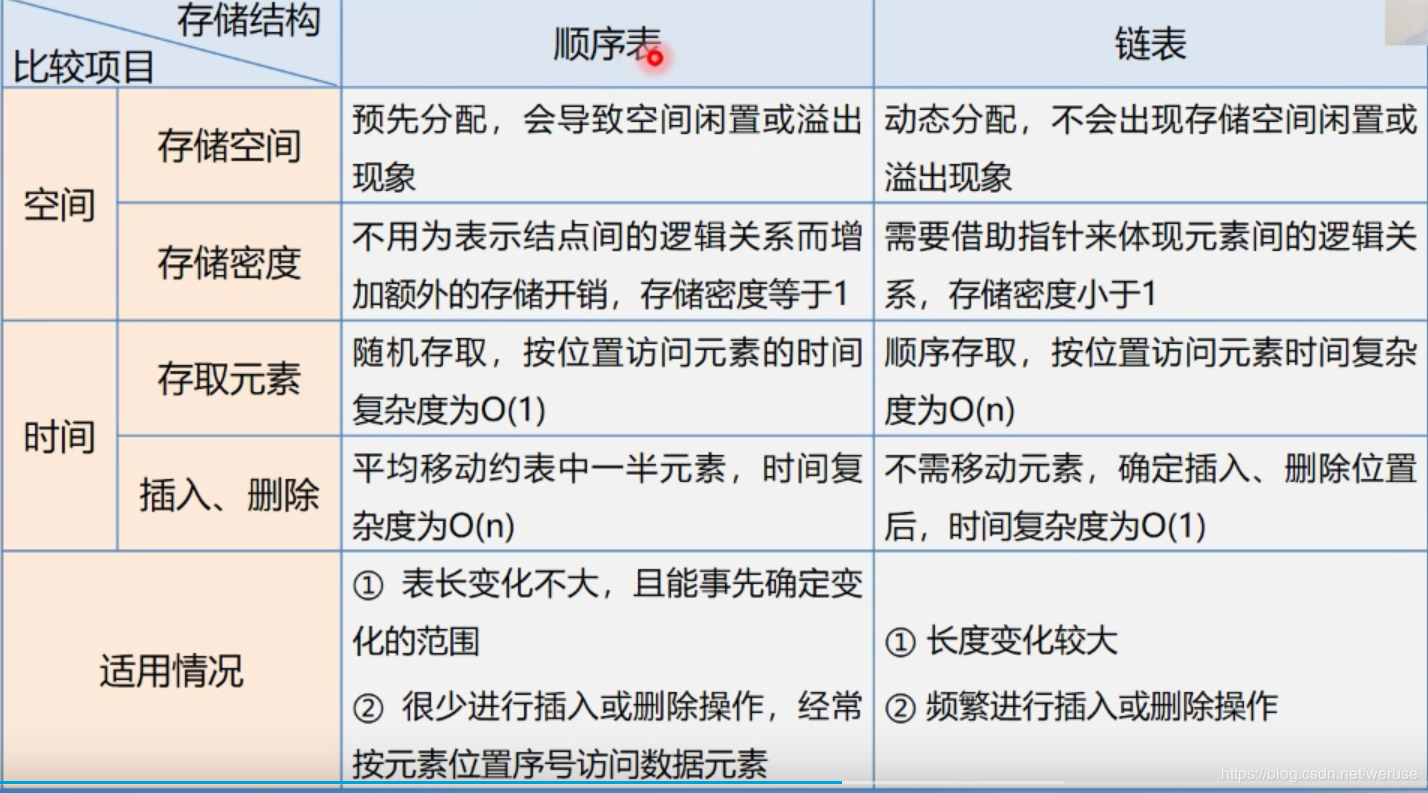 存储结构
比较项目
顺序表
链表
空间
存储空间
预先分配，会导致空间闲置或溢出
现象
动态分配，不会出现存储空间闲置或
溢出现象
存储密度
不用为表示结点间的逻辑关系而增
加额外的存储开销，存储密度等于1
需要借助指针来体现元素间的逻辑关
系，存储密度小于1
时间
存取元素
随机存取，按位置访问元素的时间
复杂度为O(1)
顺序存取，按位置访问元素时间复杂
度为O(n)
插入、删除
平均移动约表中一半元素，时间复
杂度为O(n)
不需移动元素，确定插入、删除位置
后，时间复杂度为O(1)
适用情况
① 表长变化不大，且能事先确定变
化的范围
② 很少进行插入或删除操作，经常
按元素位置序号访问数据元素
① 长度变化较大
② 频繁进行插入或删除操作
https://blog.csdn.net/weruse